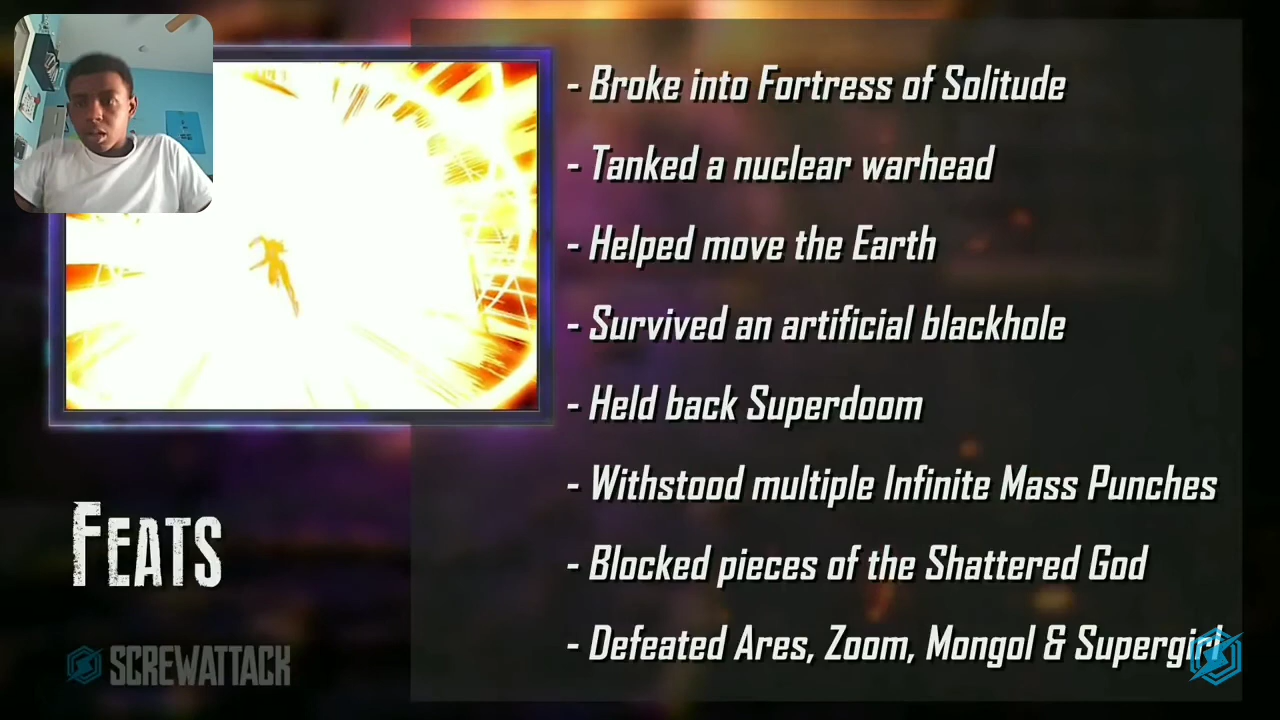 - Broke into Fortress of Solitude
- Tanked a nuclear warhead
- Helped move the Earth
- Survived an artificial blackhole
- Held back Superdoom
- Withstood multiple Infinite Mass Punches
- Blocked pieces of the Shattered God
- Defeated Ares, Zoom, Mongol & Supergirl
Feats
SCREWATTACK